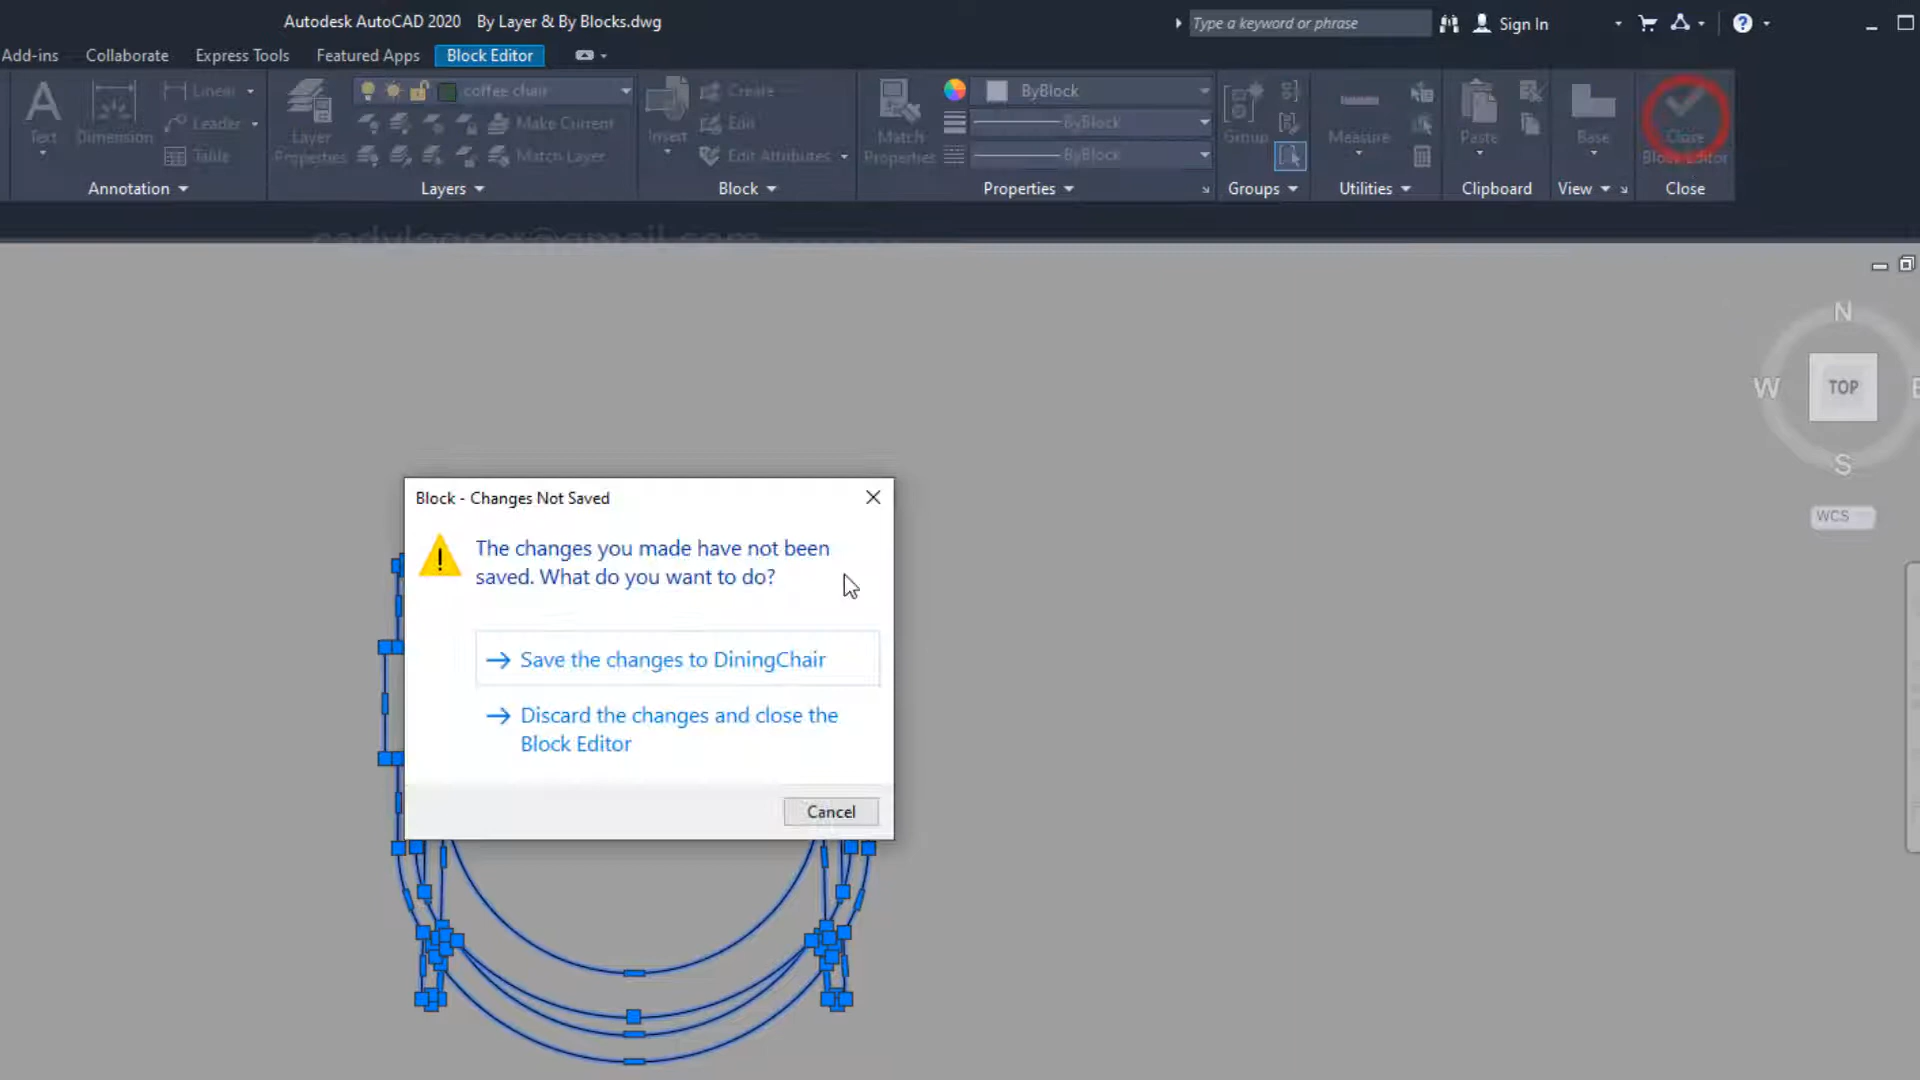 Autodesk AutoCAD 2020 By Layer & By Blocks.dwg
Type a keyword or phrase
Sign In
Add-ins
Collaborate
Express Tools
Featured Apps
Block Editor
Text
Dimension
Linear
Leader
Table
Annotation
Layer Properties
coffee chair
Make Current
Match Layer
Layers
Insert
Create
Edit
Edit Attributes
Block
Match Properties
ByBlock
ByBlock
ByBlock
Properties
Group
Groups
Measure
Utilities
Paste
Clipboard
Base
View
Close
Block Editor
Close
N
W
TOP
E
S
WCS
Block - Changes Not Saved
The changes you made have not been
saved. What do you want to do?
Save the changes to DiningChair
Discard the changes and close the
Block Editor
Cancel